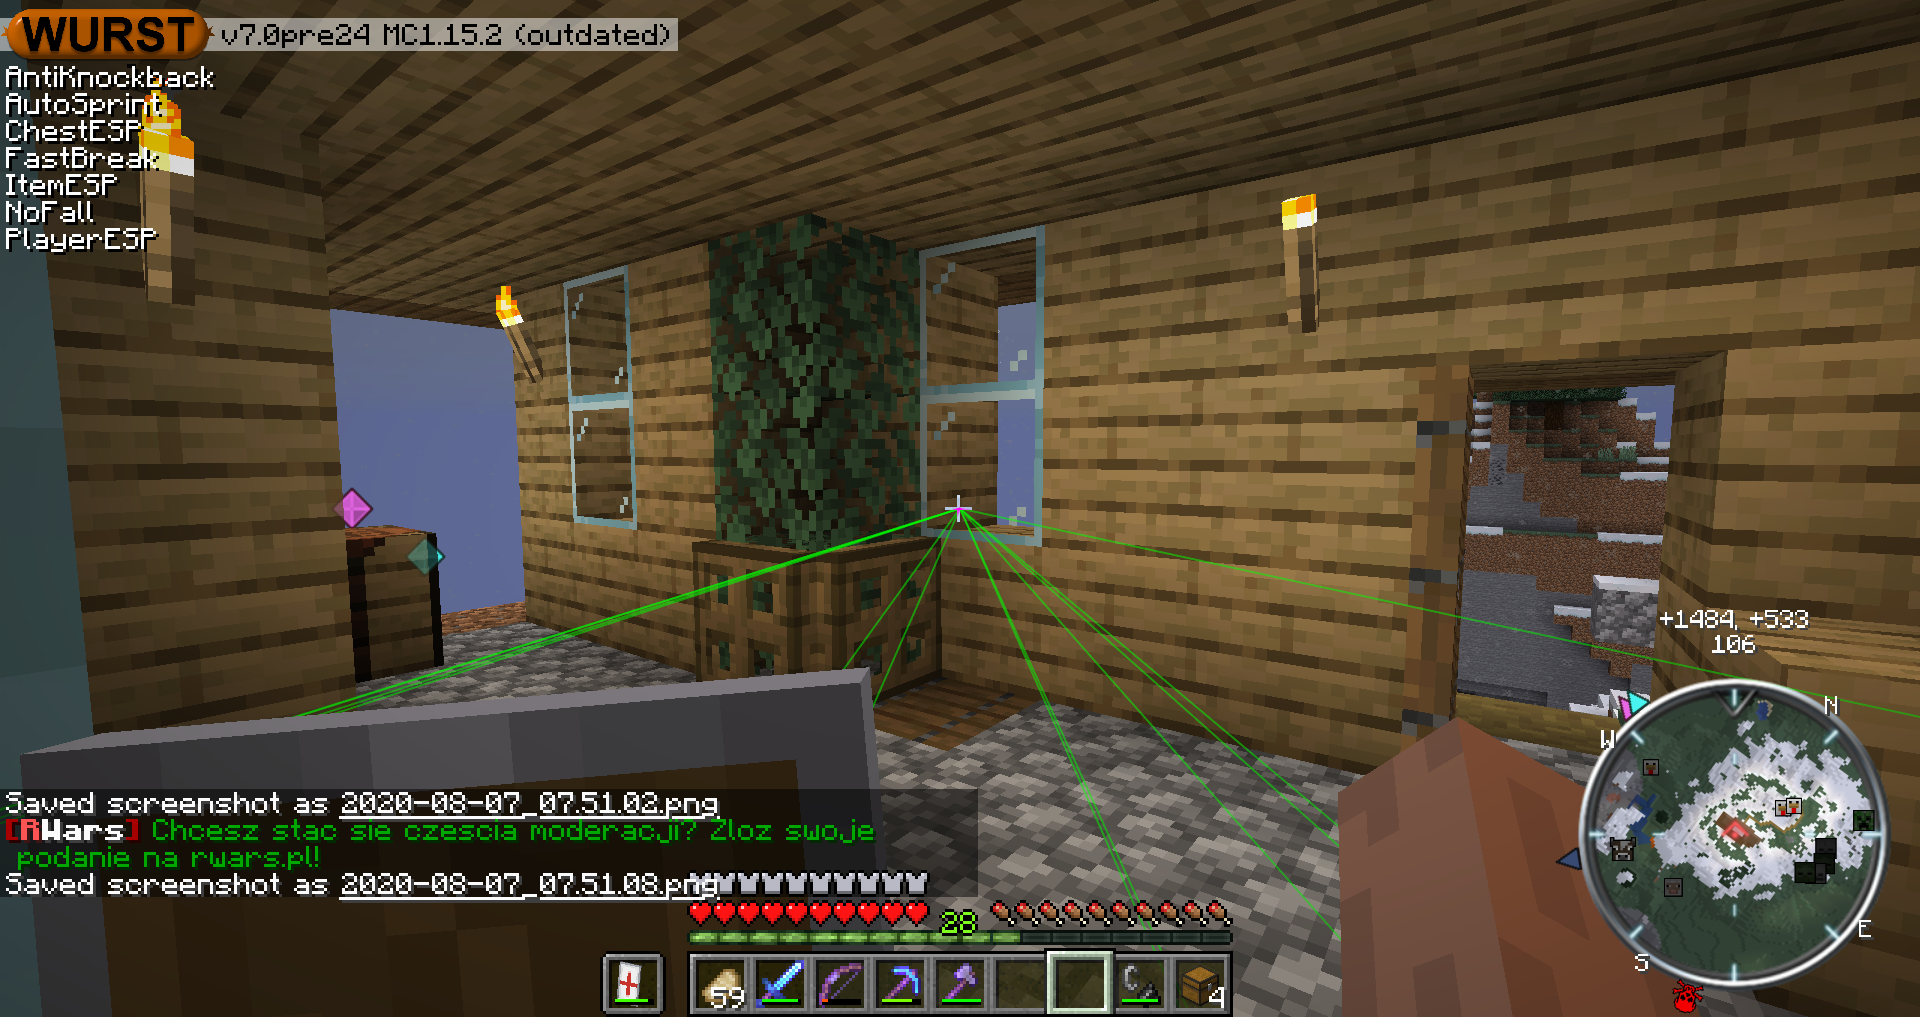 WURST v7.0pre24 MC1.15.2 (outdated)
AntiKnockback
AutoSprint
ChestESP
FastBreak
ItemESP
NoFall
PlayerESP
+1484, +533
106
N
W
E
S
Saved screenshot as 2020-08-07_07.51.02.png
[RWars] Chcesz stac sie czescia moderacji? Zloz swoje
podanie na rwars.pl!
Saved screenshot as 2020-08-07_07.51.08.png
28
59
4